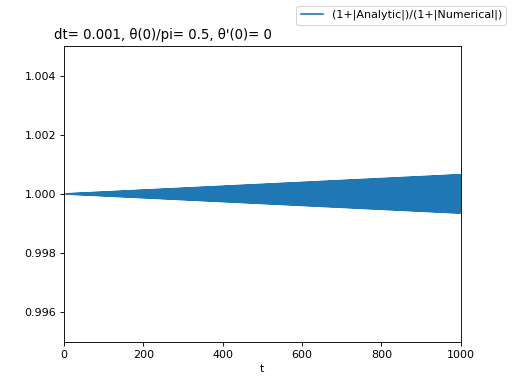 (1+|Analytic|)/(1+|Numerical|)
dt= 0.001, θ(0)/pi= 0.5, θ'(0)= 0
1.004
1.002
1.000
0.998
0.996
0 200 400 600 800 1000
t